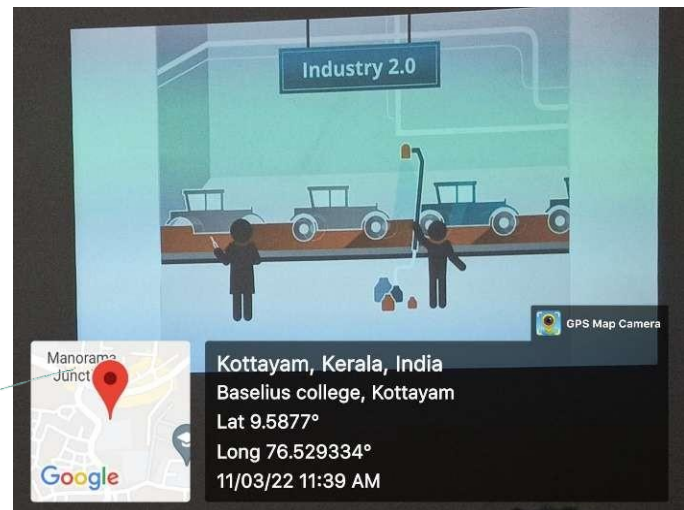 Industry 2.0
GPS Map Camera
Manorama
Junct
Google
Kottayam, Kerala, India
Baselius college, Kottayam
Lat 9.5877°
Long 76.529334°
11/03/22 11:39 AM